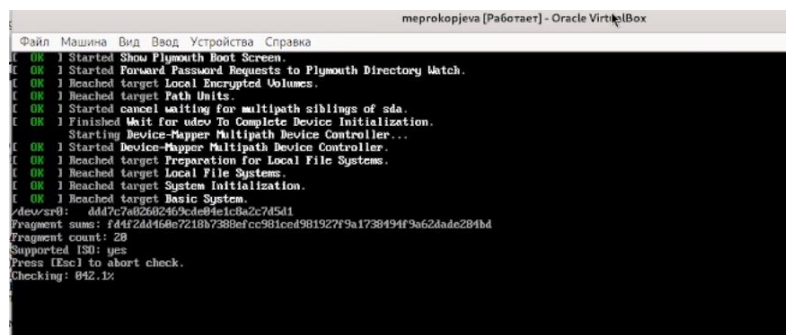 meprokopjeva [Работает] - Oracle VirtualBox
Файл Машина Вид Ввод Устройства Справка
[ OK ] Started Show Plymouth Boot Screen.
[ OK ] Started Forward Password Requests to Plymouth Directory Watch.
[ OK ] Reached target Local Encrypted Volumes.
[ OK ] Reached target Path Units.
[ OK ] Started cancel waiting for multipath siblings of sda.
[ OK ] Finished Wait for udev To Complete Device Initialization.
Starting Device-Mapper Multipath Device Controller...
[ OK ] Started Device-Mapper Multipath Device Controller.
[ OK ] Reached target Preparation for Local File Systems.
[ OK ] Reached target Local File Systems.
[ OK ] Reached target System Initialization.
[ OK ] Reached target Basic System.
/dev/sr0: ddd7c7a02602469cde04e1c8a2c7d5d1
Fragment sums: fd4f2dd460e7218b7388efcc981ced981927f9a1738494f9a62dade284bd
Fragment count: 20
Supported ISO: yes
Press [Esc] to abort check.
Checking: 042.1%